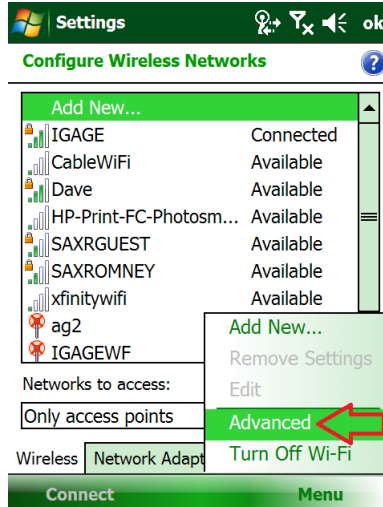 Settings
ok
Configure Wireless Networks
?
Add New...
IGAGE Connected
CableWiFi Available
Dave Available
HP-Print-FC-Photosm... Available
SAXRGUEST Available
SAXROMNEY Available
xfinitywifi Available
ag2
IGAGEWF
Add New...
Remove Settings
Edit
Advanced
Turn Off Wi-Fi
Networks to access:
Only access points
Wireless Network Adapt
Connect Menu